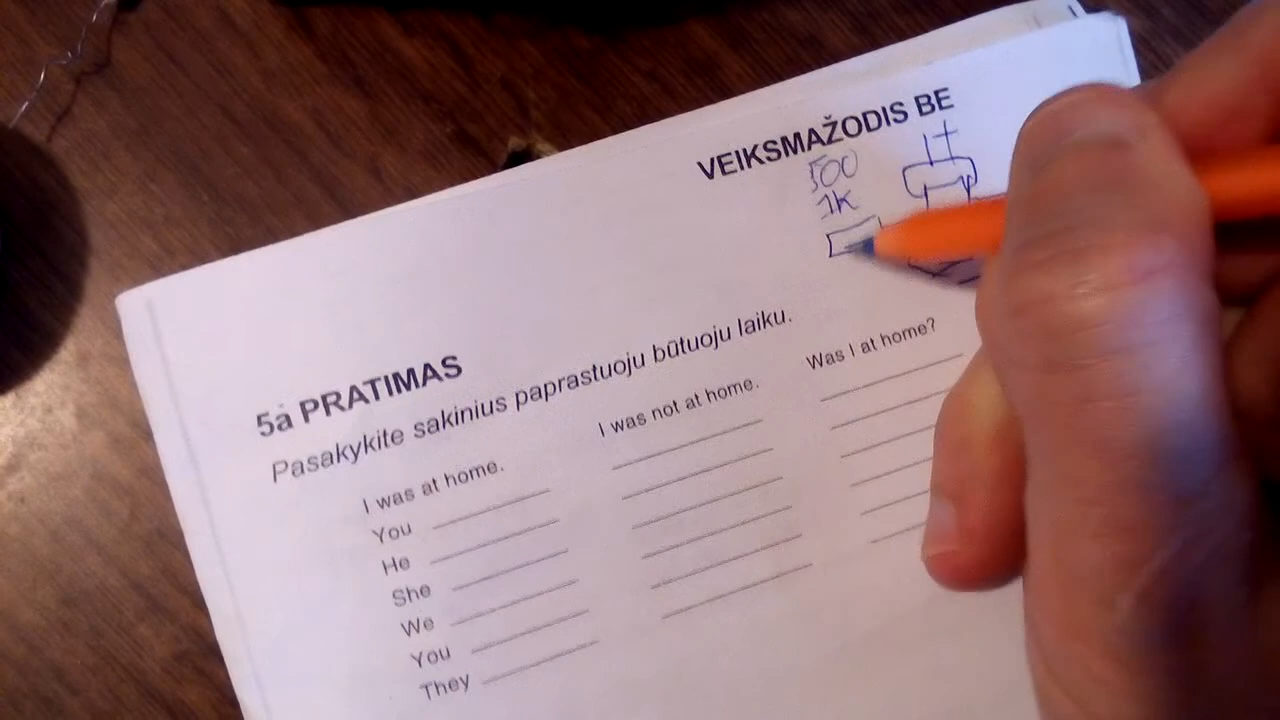 VEIKSMAŽODIS BE
500
1K
5a PRATIMAS
Pasakykite sakinius paprastuoju būtuoju laiku.
I was at home. I was not at home. Was I at home?
You
He
She
We
You
They